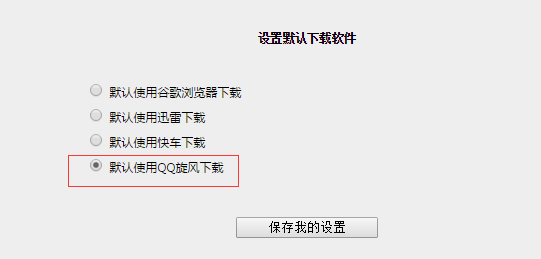 设置默认下载软件
默认使用谷歌浏览器下载
默认使用迅雷下载
默认使用快车下载
默认使用QQ旋风下载
保存我的设置